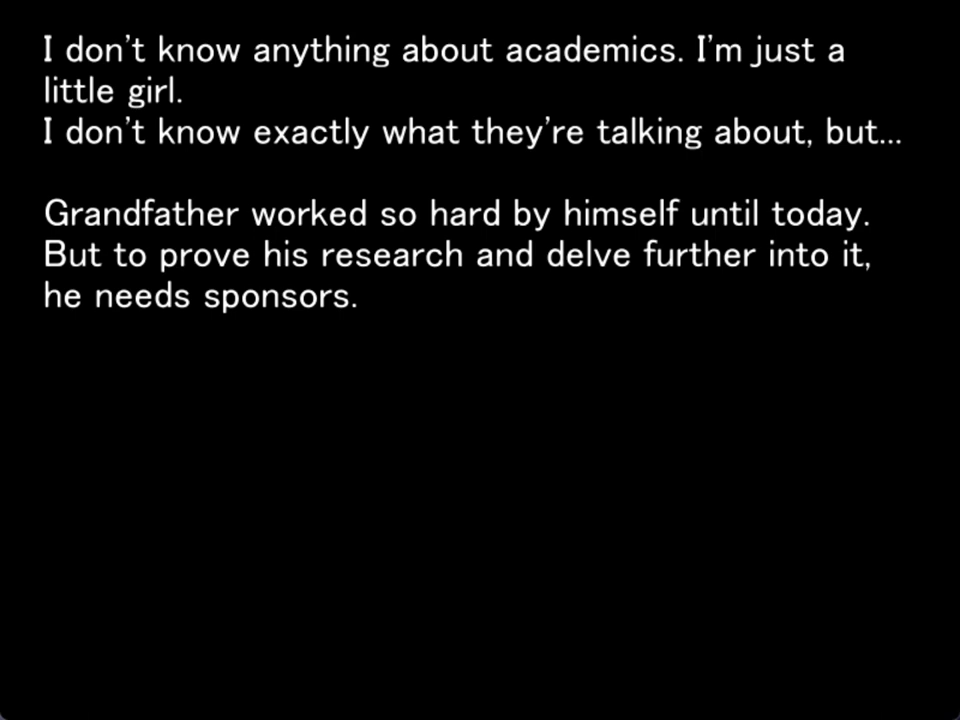 I don't know anything about academics. I'm just a
little girl.
I don't know exactly what they're talking about, but...
Grandfather worked so hard by himself until today.
But to prove his research and delve further into it,
he needs sponsors.